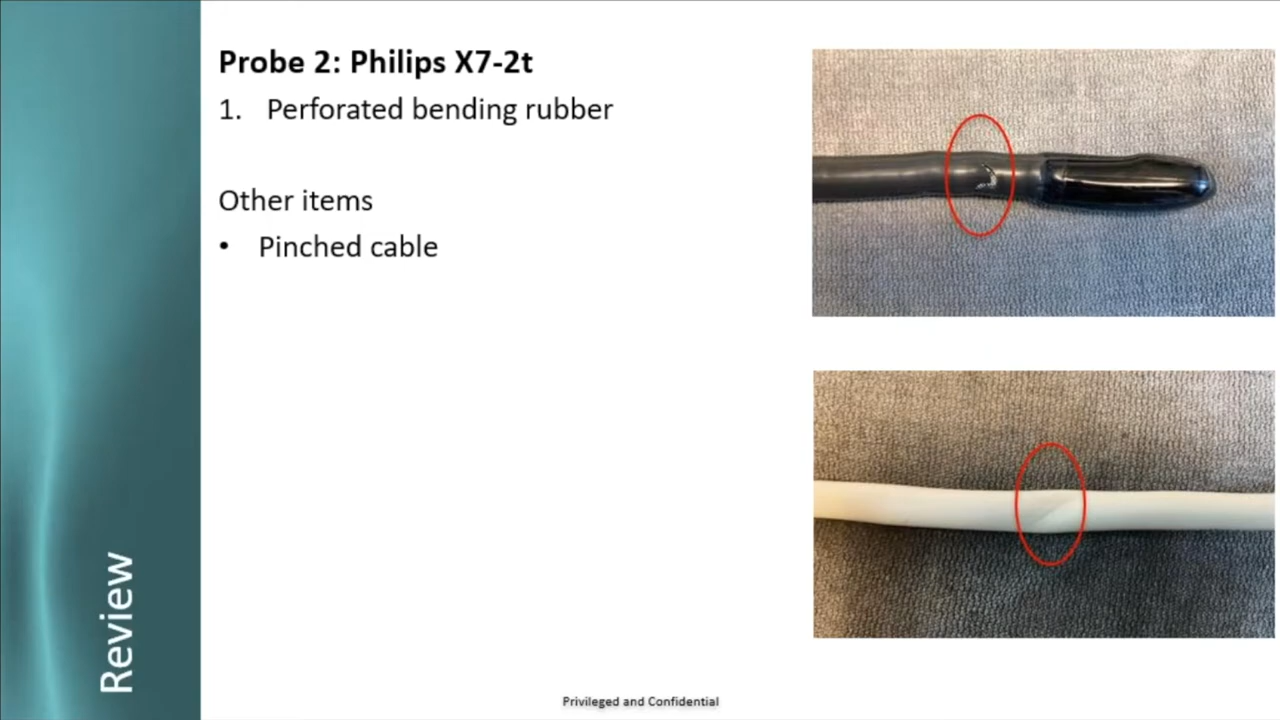 Probe 2: Philips X7-2t
1. Perforated bending rubber
Other items
• Pinched cable
Review
Privileged and Confidential